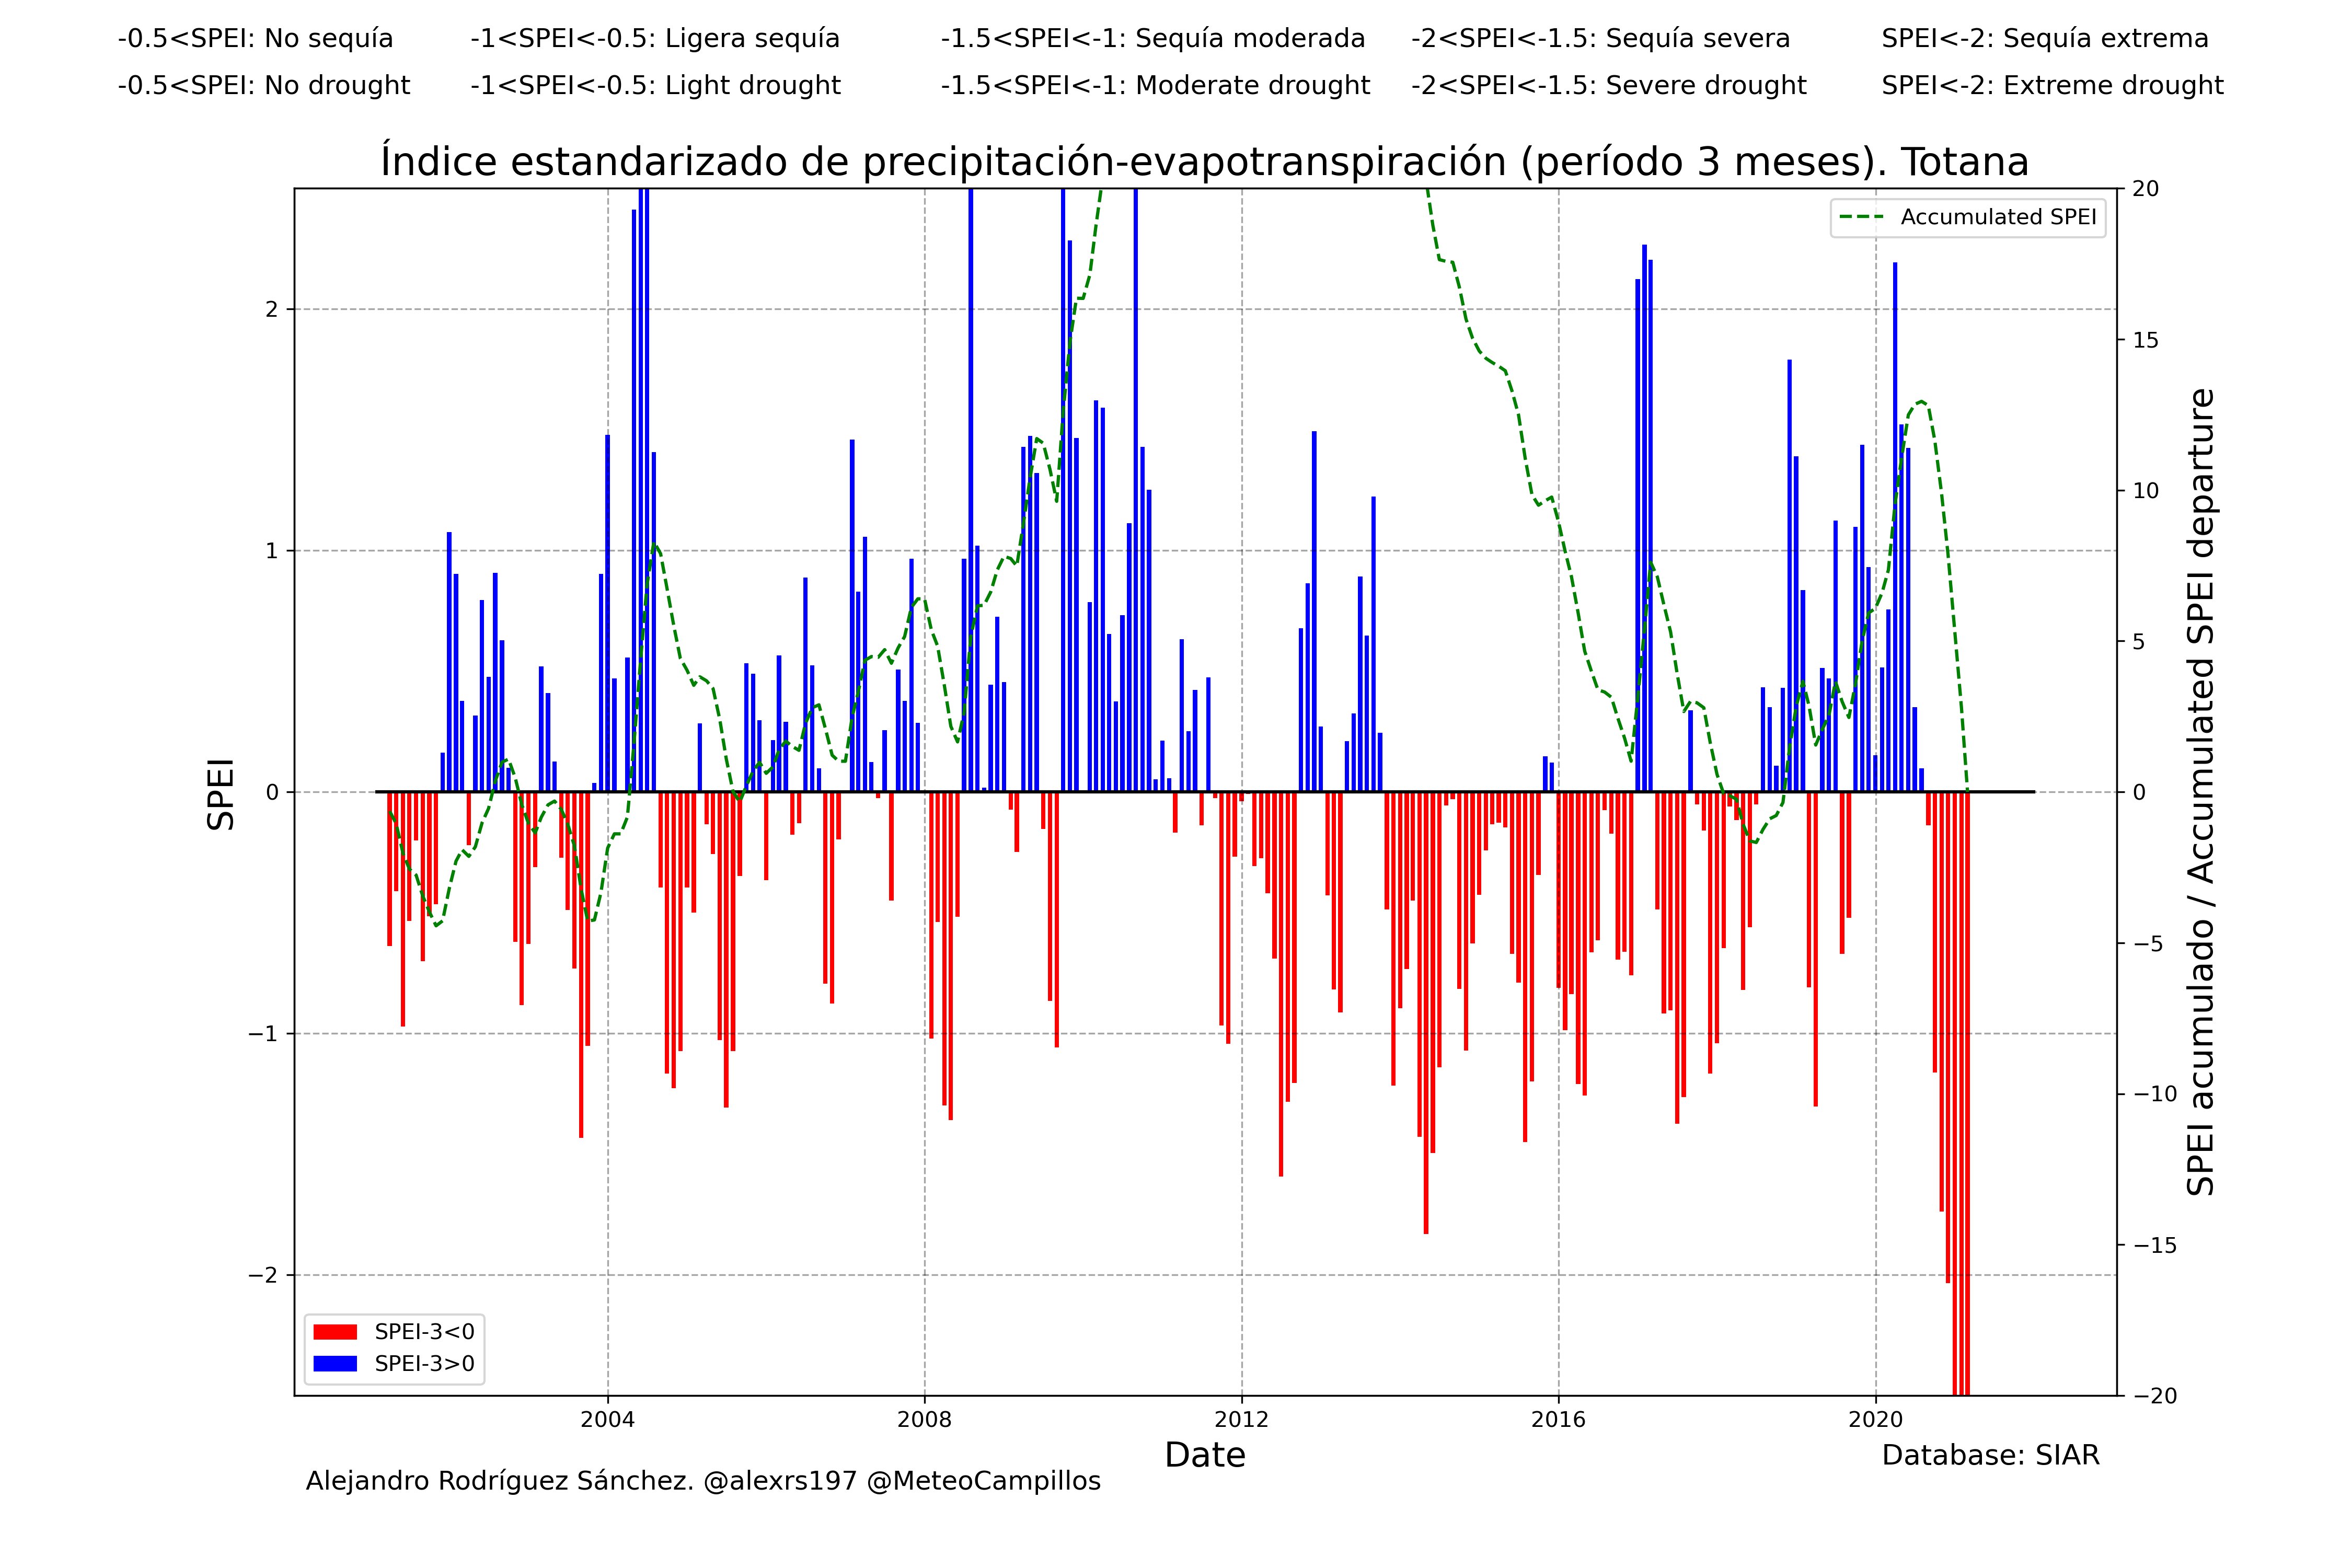 -0.5<SPEI: No sequía -1<SPEI<-0.5: Ligera sequía -1.5<SPEI<-1: Sequía moderada -2<SPEI<-1.5: Sequía severa SPEI<-2: Sequía extrema
-0.5<SPEI: No drought -1<SPEI<-0.5: Light drought -1.5<SPEI<-1: Moderate drought -2<SPEI<-1.5: Severe drought SPEI<-2: Extreme drought
Índice estandarizado de precipitación-evapotranspiración (período 3 meses). Totana
Accumulated SPEI
SPEI
2
1
0
−1
−2
20
15
10
5
0
−5
−10
−15
−20
SPEI acumulado / Accumulated SPEI departure
SPEI-3<0
SPEI-3>0
2004 2008 2012 2016 2020
Date
Database: SIAR
Alejandro Rodríguez Sánchez. @alexrs197 @MeteoCampillos